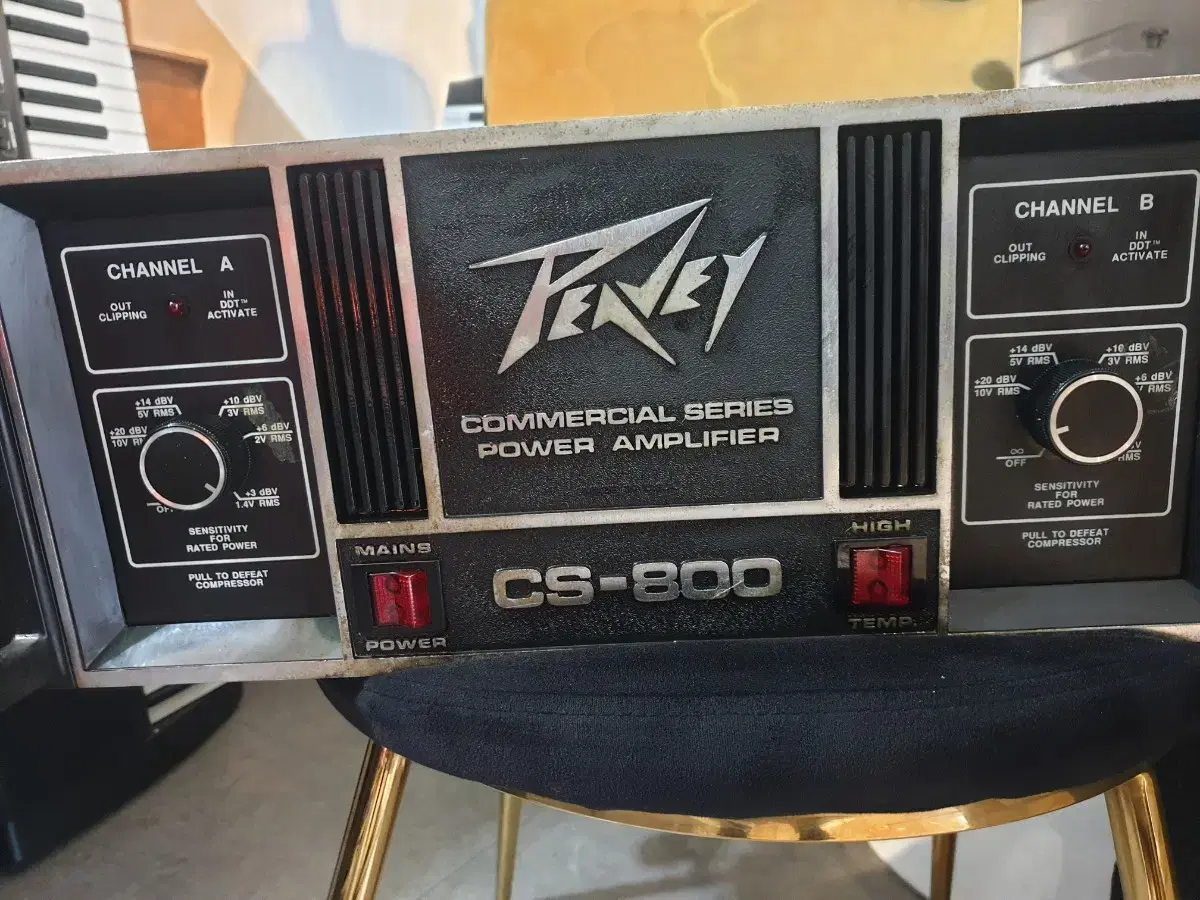 CHANNEL A
OUT
CLIPPING
IN
DDT™
ACTIVATE
+14 dBV
5V RMS
+10 dBV
3V RMS
+20 dBV
10V
+6 dBV
2V RMS
+3 dBV
1.4V RMS
SENSITIVITY
FOR
RATED POWER
PULL TO DEFEAT
COMPRESSOR
PEAVEY
COMMERCIAL SERIES
POWER AMPLIFIER
MAINS
POWER
CS-800
HIGH
TEMP.
CHANNEL B
OUT
CLIPPING
IN
DDT™
ACTIVATE
+14 dBV
5V RMS
+10 dBV
3V RMS
+20 dBV
10V RMS
+6 dBV
RMS
∞
OFF
SENSITIVITY
FOR
RATED POWER
PULL TO DEFEAT
COMPRESSOR